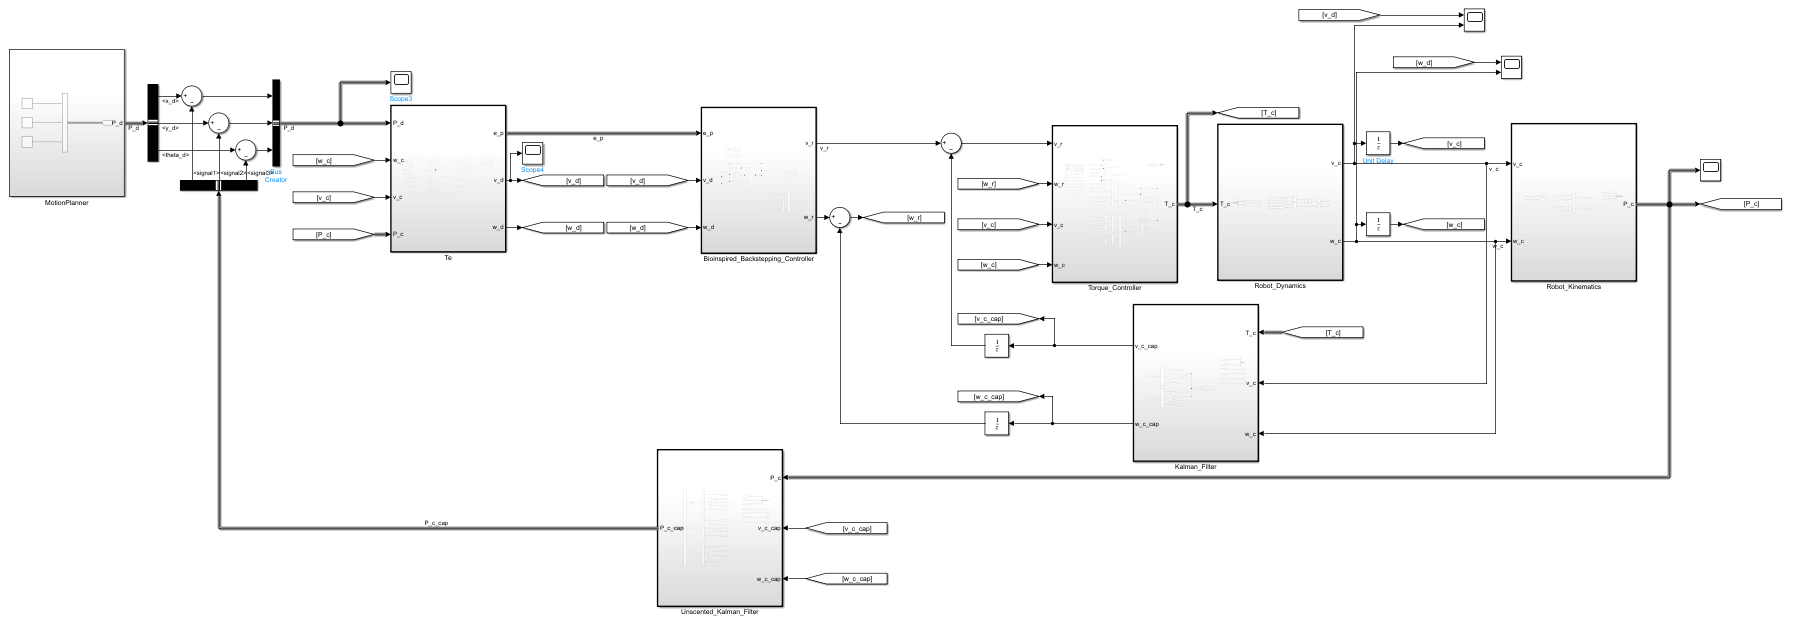 [v_d]
[w_d]
MotionPlanner
P_d
P_d
<x_d>
<y_d>
<theta_d>
<signal1><signal2><signal3>
Bus
Creator
P_d
Scope3
[w_c]
[v_c]
[P_c]
P_d
w_c
v_c
P_c
e_p
v_d
w_d
Te
e_p
Scope4
[v_d]
[w_d]
[v_d]
[w_d]
e_p
v_d
w_d
v_r
w_r
Bioinspired_Backstepping_Controller
v_r
[w_r]
[w_r]
[v_c]
[w_c]
v_r
w_r
v_c
w_c
T_c
Torque_Controller
T_c
[T_c]
T_c
v_c
w_c
Robot_Dynamics
1
z
Unit Delay
[v_c]
1
z
[w_c]
v_c
w_c
v_c
w_c
P_c
Robot_Kinematics
[P_c]
[v_c_cap]
1
z
[w_c_cap]
1
z
v_c_cap
w_c_cap
T_c
v_c
w_c
Kalman_Filter
[T_c]
P_c_cap
P_c_cap
P_c
v_c_cap
w_c_cap
Unscented_Kalman_Filter
[v_c_cap]
[w_c_cap]